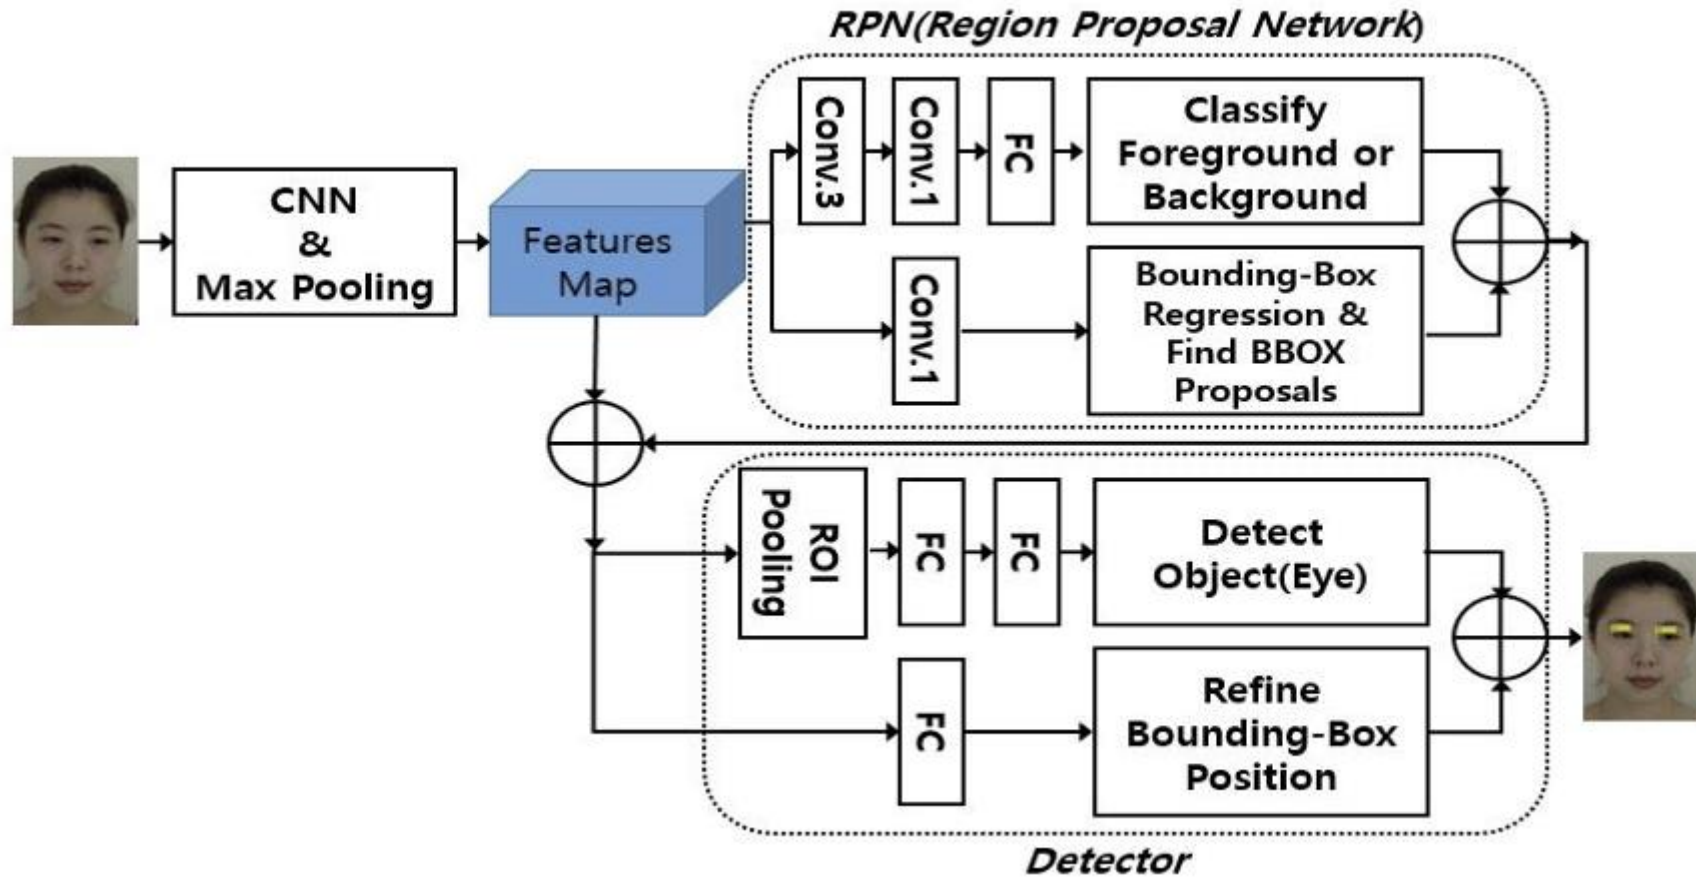 RPN(Region Proposal Network)
Conv.3
Conv.1
FC
Classify
Foreground or
Background
CNN
&
Max Pooling
Features
Map
Conv.1
Bounding-Box
Regression &
Find BBOX
Proposals
ROI
Pooling
FC
FC
Detect
Object(Eye)
FC
Refine
Bounding-Box
Position
Detector